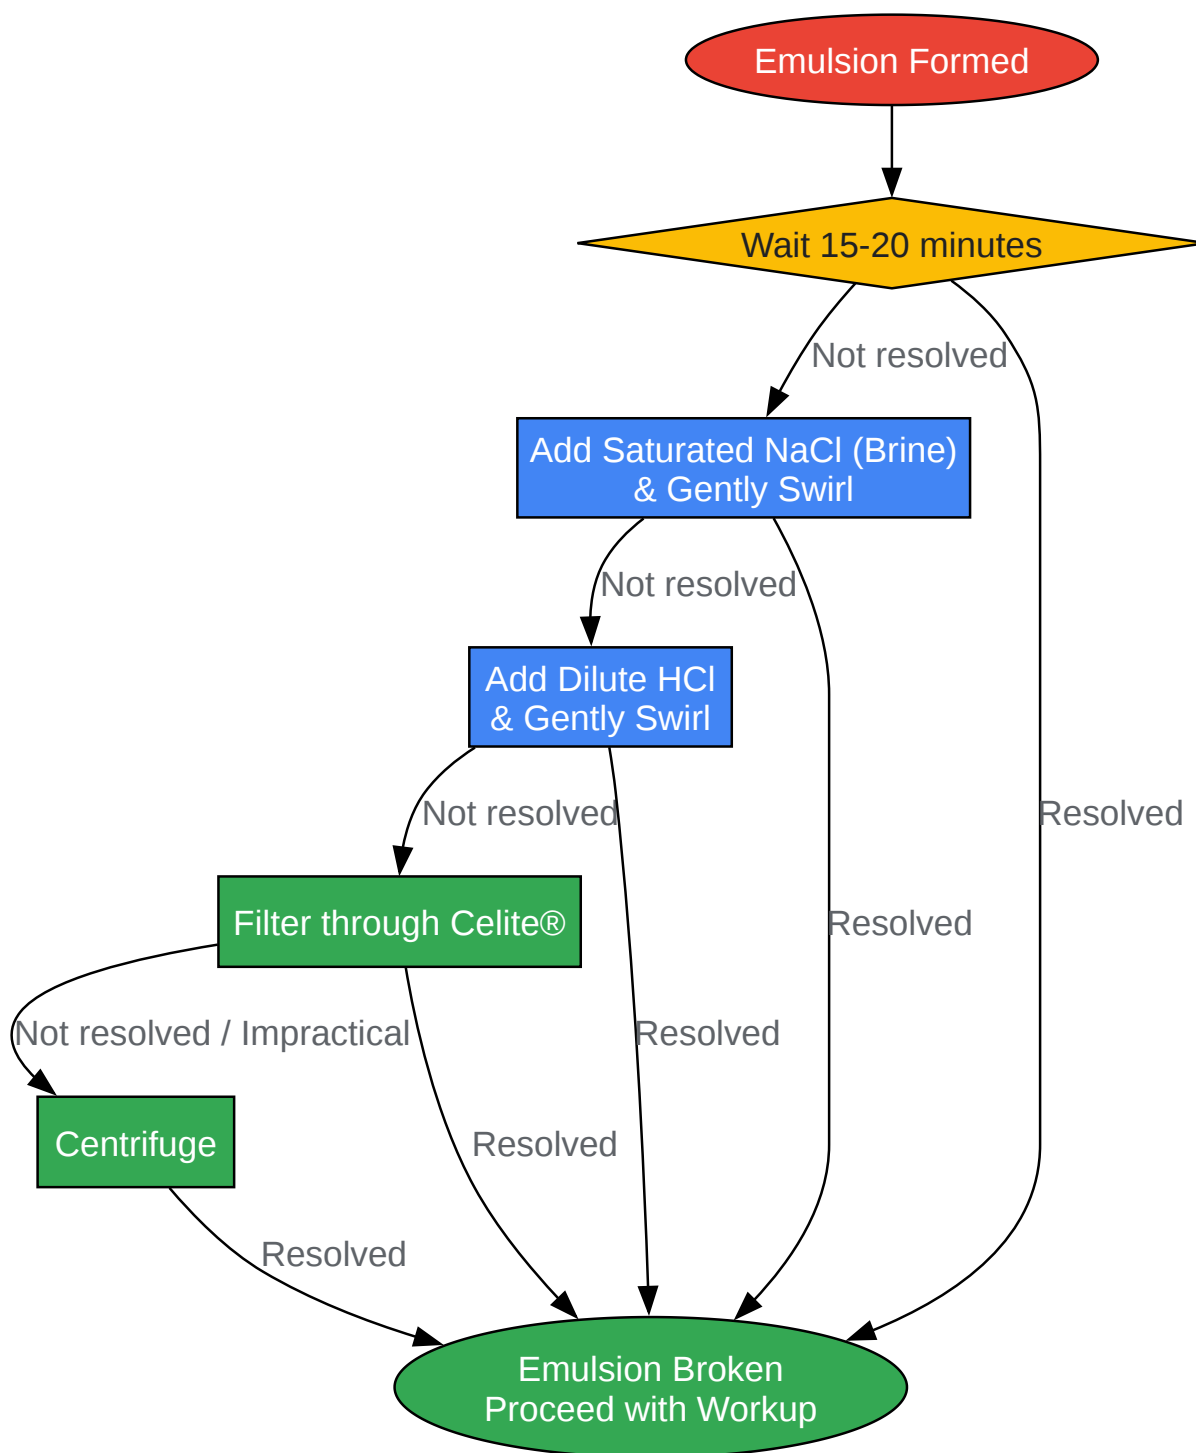 Emulsion Formed
Wait 15-20 minutes
Not resolved
Add Saturated NaCl (Brine)
& Gently Swirl
Not resolved
Add Dilute HCl
& Gently Swirl
Not resolved
Resolved
Filter through Celite®
Resolved
Not resolved / Impractical
Resolved
Centrifuge
Resolved
Resolved
Emulsion Broken
Proceed with Workup